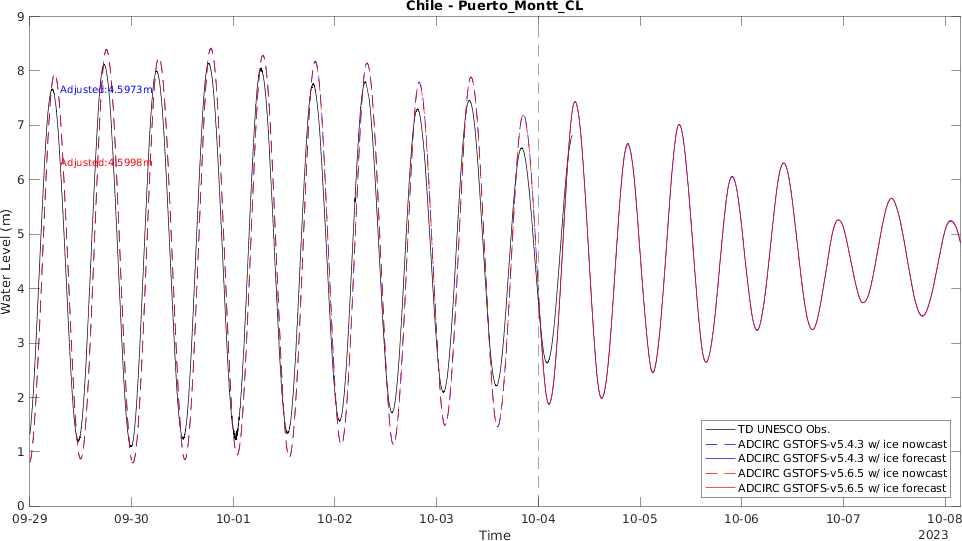 Chile - Puerto_Montt_CL
9
8
7
6
5
4
3
2
1
0
Water Level (m)
Adjusted:4.5973m
Adjusted:4.5998m
TD UNESCO Obs.
ADCIRC GSTOFS-v5.4.3 w/ ice nowcast
ADCIRC GSTOFS-v5.4.3 w/ ice forecast
ADCIRC GSTOFS-v5.6.5 w/ ice nowcast
ADCIRC GSTOFS-v5.6.5 w/ ice forecast
09-29 09-30 10-01 10-02 10-03 10-04 10-05 10-06 10-07 10-08
Time
2023